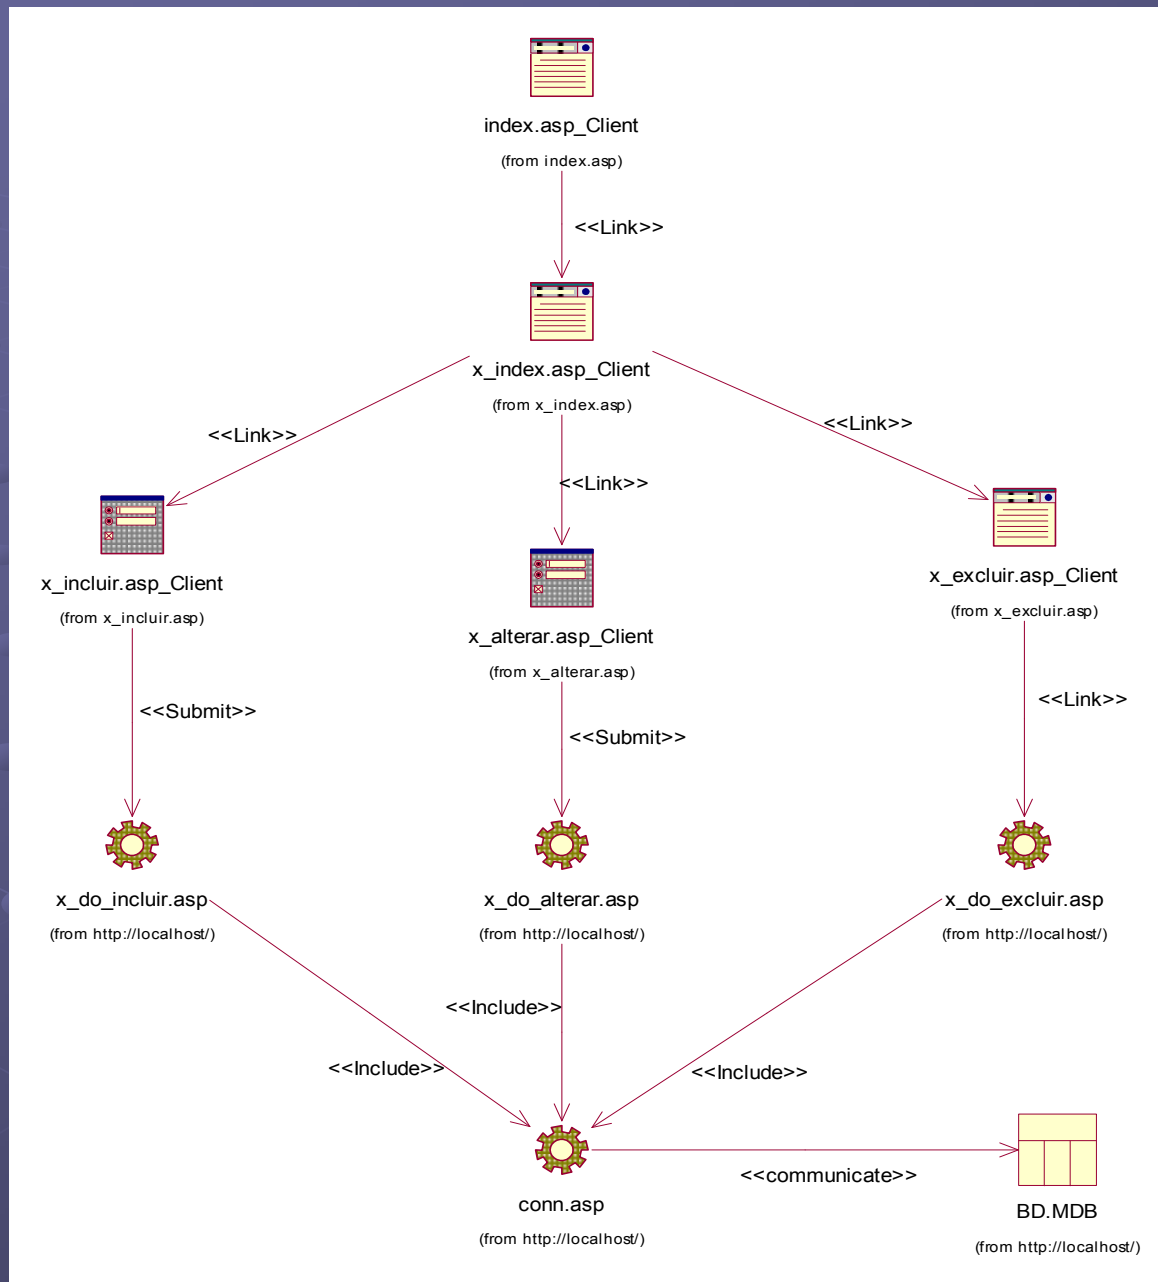 index.asp_Client
(from index.asp)
<<Link>>
x_index.asp_Client
(from x_index.asp)
<<Link>>
<<Link>>
<<Link>>
x_incluir.asp_Client
(from x_incluir.asp)
x_alterar.asp_Client
(from x_alterar.asp)
x_excluir.asp_Client
(from x_excluir.asp)
<<Submit>>
<<Submit>>
<<Link>>
x_do_incluir.asp
(from http://localhost/)
x_do_alterar.asp
(from http://localhost/)
x_do_excluir.asp
(from http://localhost/)
<<Include>>
<<Include>>
<<Include>>
conn.asp
(from http://localhost/)
<<communicate>>
BD.MDB
(from http://localhost/)